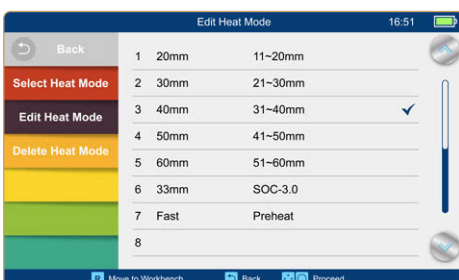 Edit Heat Mode 16:51
Back
Select Heat Mode
Edit Heat Mode
Delete Heat Mode
1 20mm 11~20mm
2 30mm 21~30mm
3 40mm 31~40mm
4 50mm 41~50mm
5 60mm 51~60mm
6 33mm SOC-3.0
7 Fast Preheat
8
R Move to Workbench Back Proceed